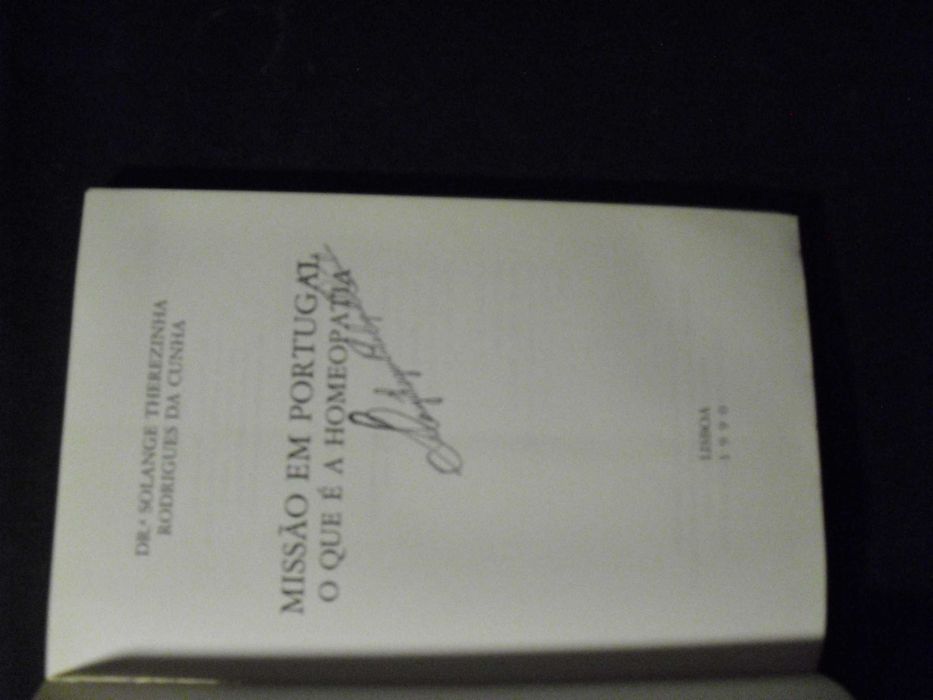 DR.ª SOLANGE THEREZINHA
RODRIGUES DA CUNHA
MISSÃO EM PORTUGAL
O QUE É A HOMEOPATIA
LISBOA
1990